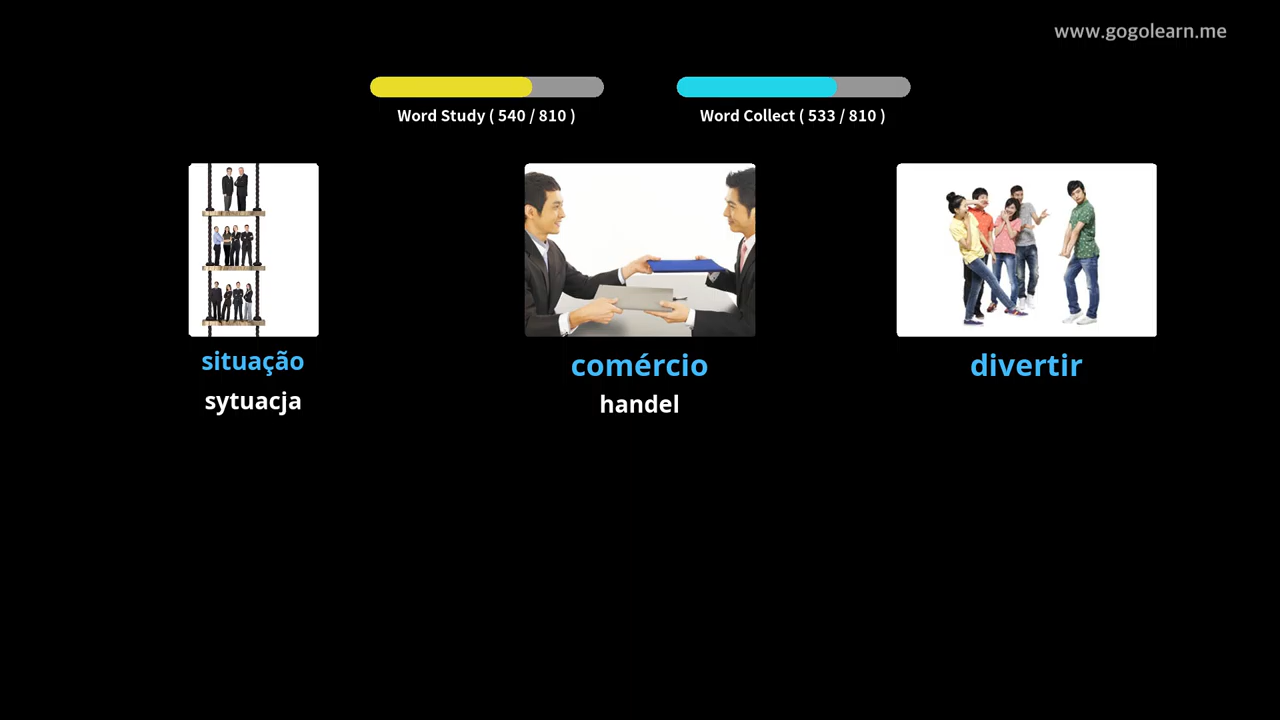 www.gogolearn.me
Word Study ( 540 / 810 )
Word Collect ( 533 / 810 )
situação
sytuacja
comércio
handel
divertir